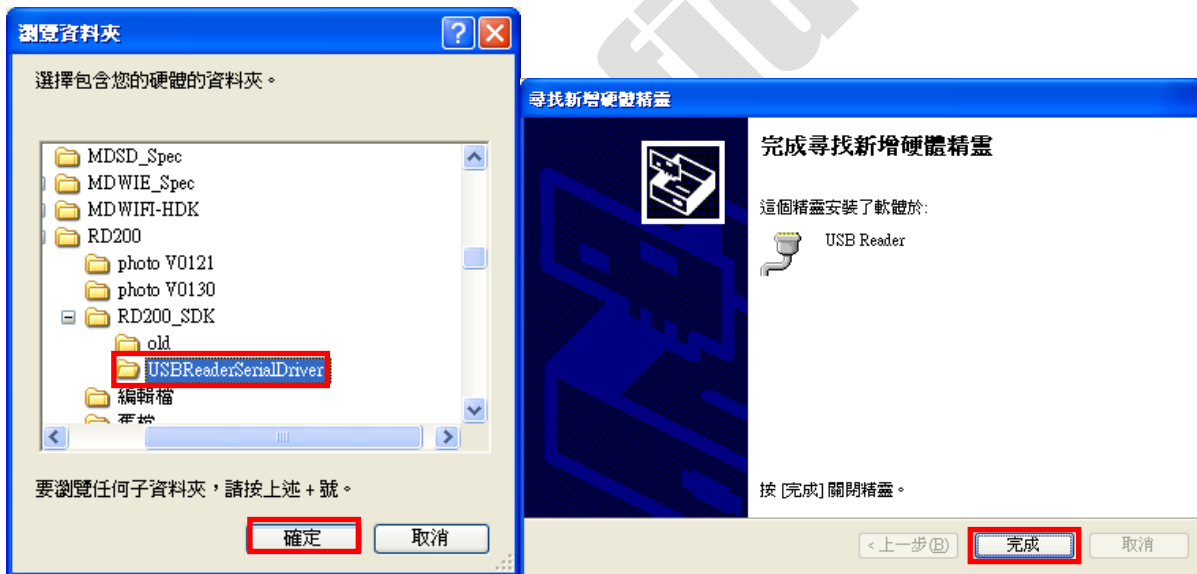 瀏覽資料夾
選擇包含您的硬體的資料夾。
MDSD_Spec
MDWIE_Spec
MDWIFI-HDK
RD200
photo V0121
photo V0130
RD200_SDK
old
USBReaderSerialDriver
編輯檔
舊檔
要瀏覽任何子資料夾，請按上述 + 號。
確定
取消
尋找新增硬體精靈
完成尋找新增硬體精靈
這個精靈安裝了軟體於:
USB Reader
按 [完成] 關閉精靈。
< 上一步(B)
完成
取消